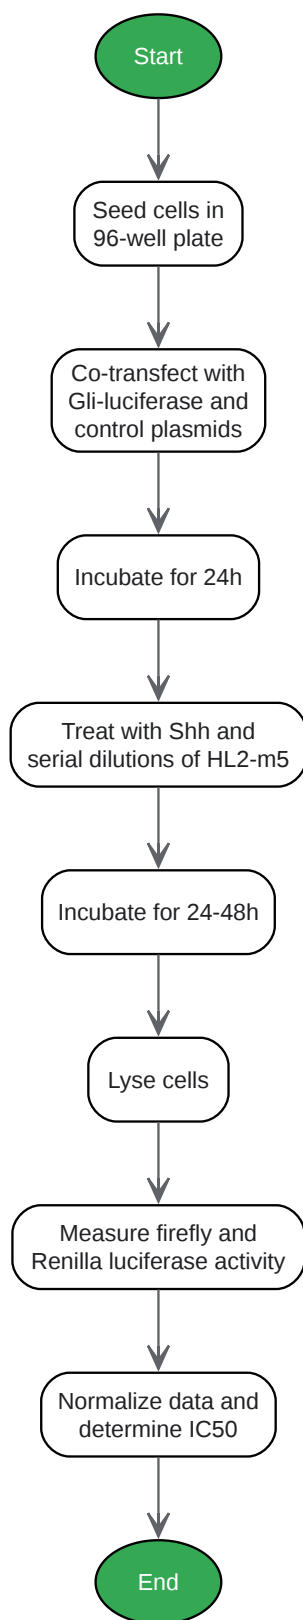 Start
Seed cells in
96-well plate
Co-transfect with
Gli-luciferase and
control plasmids
Incubate for 24h
Treat with Shh and
serial dilutions of HL2-m5
Incubate for 24-48h
Lyse cells
Measure firefly and
Renilla luciferase activity
Normalize data and
determine IC50
End